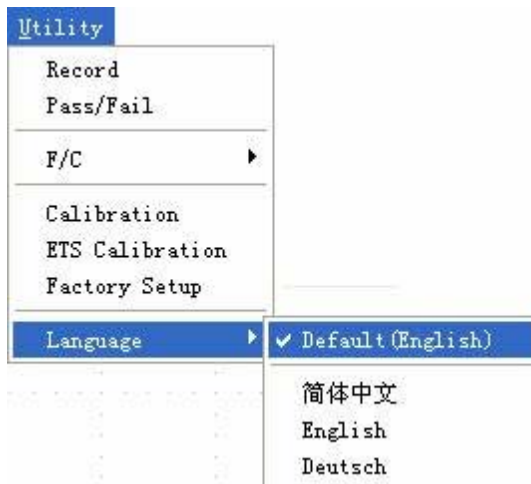 Utility
Record
Pass/Fail
F/C
Calibration
ETS Calibration
Factory Setup
Language
Default(English)
简体中文
English
Deutsch